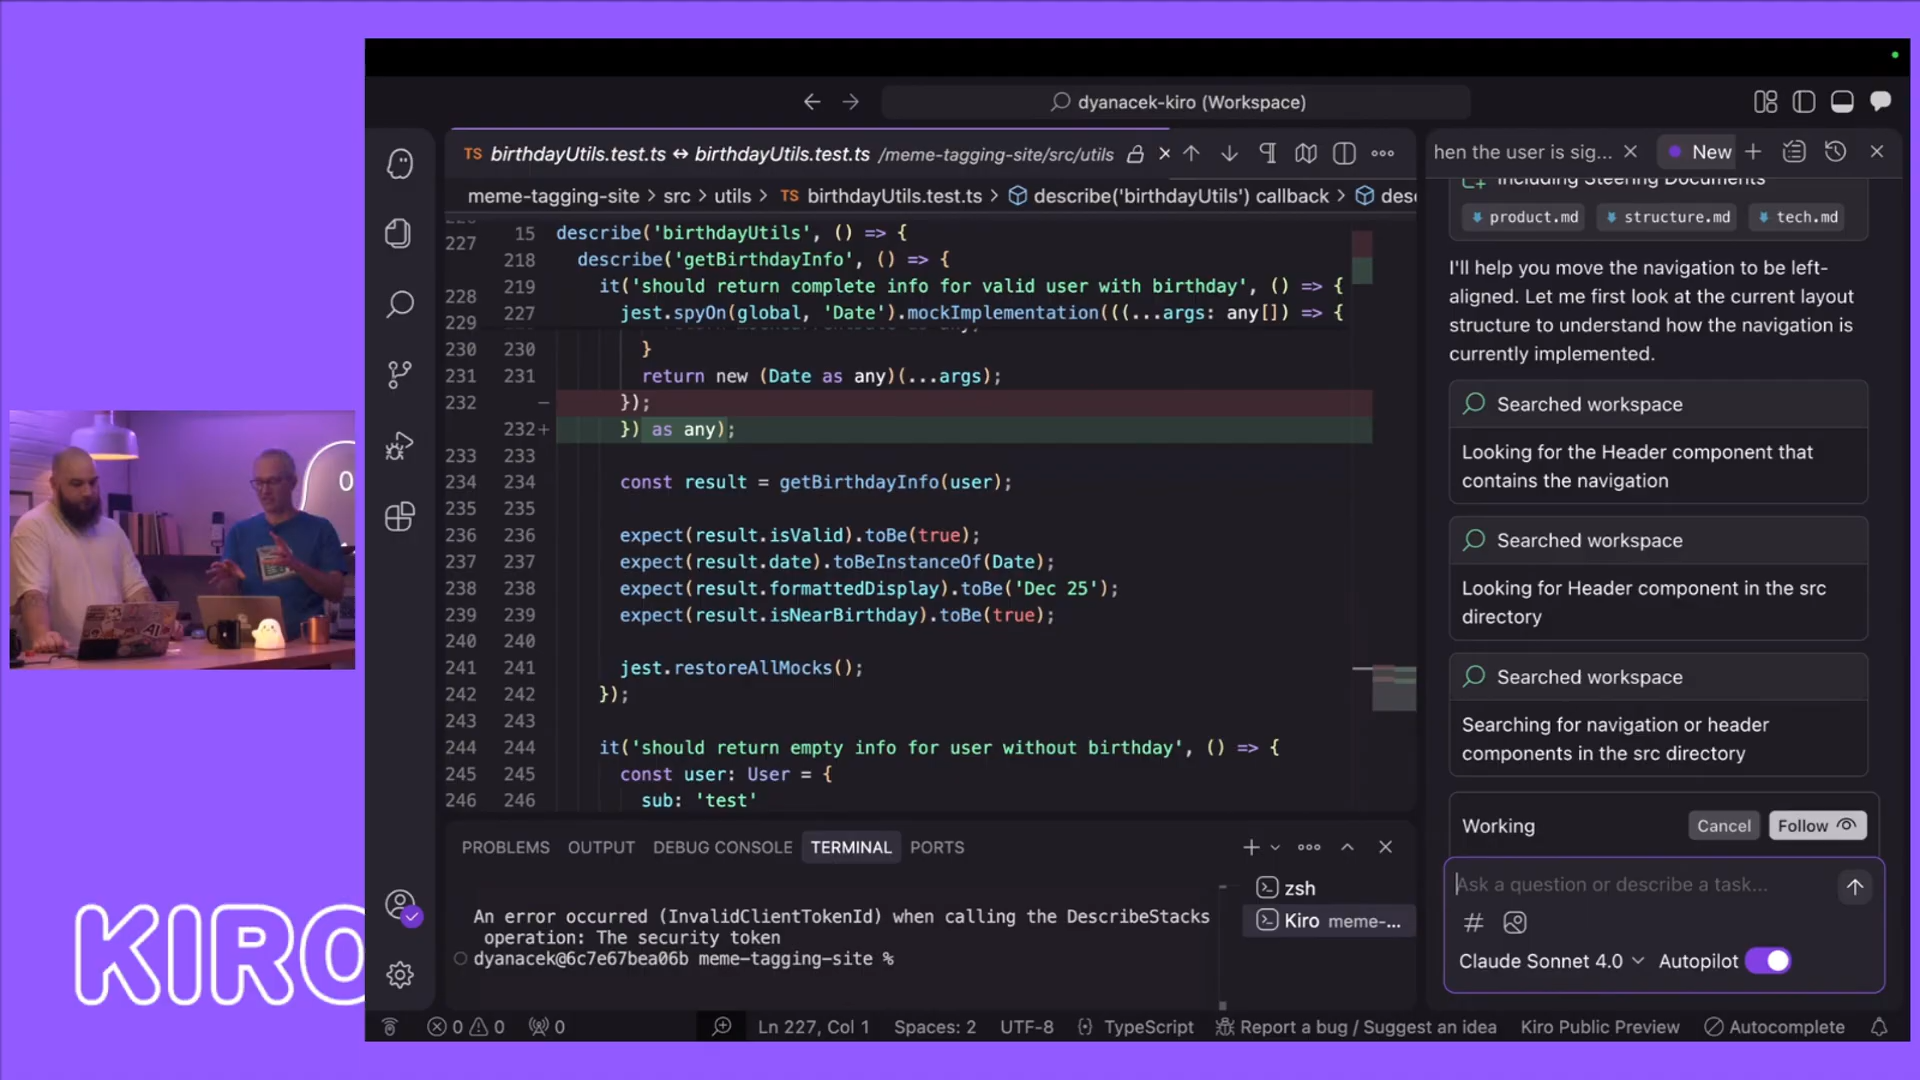 dyanacek-kiro (Workspace)
TS birthdayUtils.test.ts ↔ birthdayUtils.test.ts /meme-tagging-site/src/utils
meme-tagging-site > src > utils > TS birthdayUtils.test.ts > describe('birthdayUtils') callback > desc
227 15 describe('birthdayUtils', () => {
218 describe('getBirthdayInfo', () => {
228 219 it('should return complete info for valid user with birthday', () => {
229 227 jest.spyOn(global, 'Date').mockImplementation(((...args: any[]) => {
230 230 }
231 231 return new (Date as any)(...args);
232 − });
232+ }) as any);
233 233
234 234 const result = getBirthdayInfo(user);
235 235
236 236 expect(result.isValid).toBe(true);
237 237 expect(result.date).toBeInstanceOf(Date);
238 238 expect(result.formattedDisplay).toBe('Dec 25');
239 239 expect(result.isNearBirthday).toBe(true);
240 240
241 241 jest.restoreAllMocks();
242 242 });
243 243
244 244 it('should return empty info for user without birthday', () => {
245 245 const user: User = {
246 246 sub: 'test'
PROBLEMS OUTPUT DEBUG CONSOLE TERMINAL PORTS
An error occurred (InvalidClientTokenId) when calling the DescribeStacks
operation: The security token
dyanacek@6c7e67bea06b meme-tagging-site %
zsh
Kiro meme-...
hen the user is sig... New
Including Steering Documents
product.md structure.md tech.md
I'll help you move the navigation to be left-
aligned. Let me first look at the current layout
structure to understand how the navigation is
currently implemented.
Searched workspace
Looking for the Header component that
contains the navigation
Searched workspace
Looking for Header component in the src
directory
Searched workspace
Searching for navigation or header
components in the src directory
Working Cancel Follow
Ask a question or describe a task...
#
Claude Sonnet 4.0 Autopilot
0 0 0 Ln 227, Col 1 Spaces: 2 UTF-8 {} TypeScript Report a bug / Suggest an idea Kiro Public Preview Autocomplete
KIRO
AI